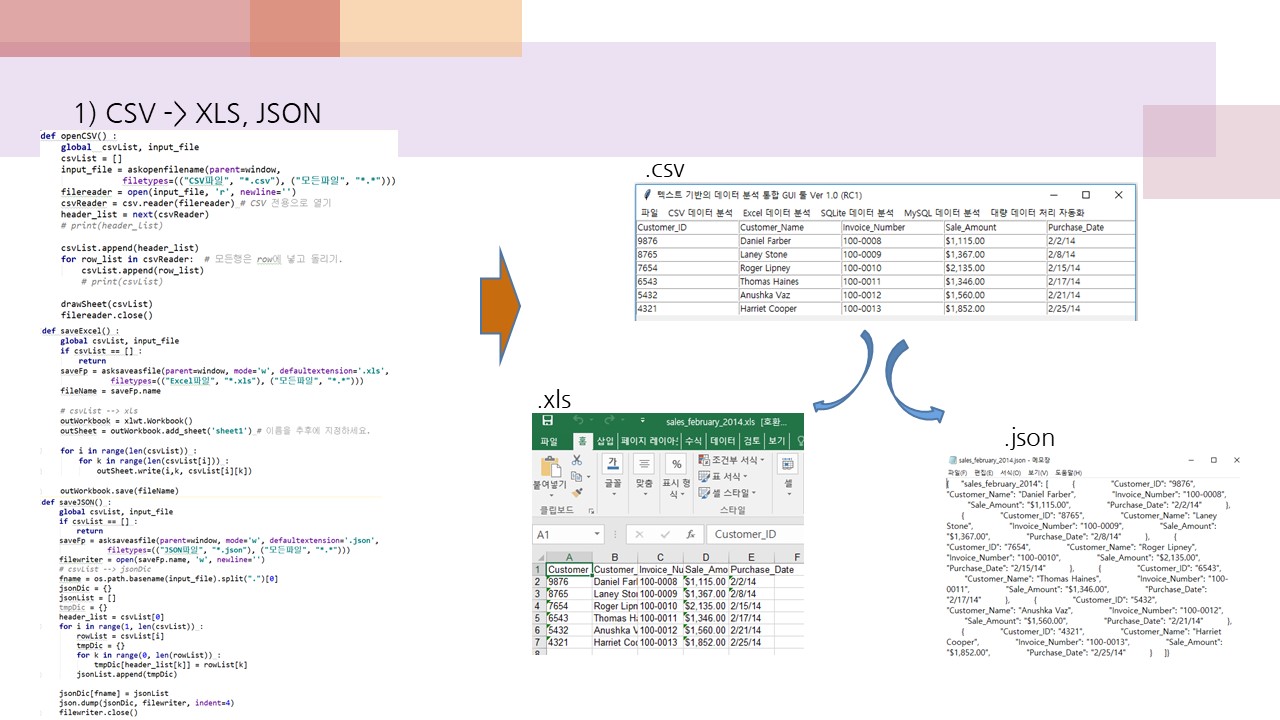 1) CSV -> XLS, JSON
def openCSV() :
global csvList, input_file
csvList = []
input_file = askopenfilename(parent=window,
filetypes=(("CSV파일", "*.csv"), ("모든파일", "*.*")))
filereader = open(input_file, 'r', newline='')
csvReader = csv.reader(filereader) # CSV 전용으로 열기
header_list = next(csvReader)
# print(header_list)
csvList.append(header_list)
for row_list in csvReader: # 모든행은 row에 넣고 돌리기.
csvList.append(row_list)
# print(csvList)
drawSheet(csvList)
filereader.close()
def saveExcel() :
global csvList, input_file
if csvList == [] :
return
saveFp = asksaveasfile(parent=window, mode='w', defaultextension='.xls',
filetypes=(("Excel파일", "*.xls"), ("모든파일", "*.*")))
fileName = saveFp.name
# csvList --> xls
outWorkbook = xlwt.Workbook()
outSheet = outWorkbook.add_sheet('sheet1') # 이름을 추후에 지정하세요.
for i in range(len(csvList)) :
for k in range(len(csvList[i])) :
outSheet.write(i,k, csvList[i][k])
outWorkbook.save(fileName)
def saveJSON() :
global csvList, input_file
if csvList == [] :
return
saveFp = asksaveasfile(parent=window, mode='w', defaultextension='.json',
filetypes=(("JSON파일", "*.json"), ("모든파일", "*.*")))
filewriter = open(saveFp.name, 'w', newline='')
# csvList --> jsonDic
fname = os.path.basename(input_file).split(".")[0]
jsonDic = {}
jsonList = []
tmpDic = {}
header_list = csvList[0]
for i in range(1, len(csvList)) :
rowList = csvList[i]
tmpDic = {}
for k in range(0, len(rowList)) :
tmpDic[header_list[k]] = rowList[k]
jsonList.append(tmpDic)
jsonDic[fname] = jsonList
json.dump(jsonDic, filewriter, indent=4)
filewriter.close()
.csv
텍스트 기반의 데이터 분석 통합 GUI 툴 Ver 1.0 (RC1)
파일 CSV 데이터 분석 Excel 데이터 분석 SQLite 데이터 분석 MySQL 데이터 분석 대량 데이터 처리 자동화
Customer_ID Customer_Name Invoice_Number Sale_Amount Purchase_Date
9876 Daniel Farber 100-0008 $1,115.00 2/2/14
8765 Laney Stone 100-0009 $1,367.00 2/8/14
7654 Roger Lipney 100-0010 $2,135.00 2/15/14
6543 Thomas Haines 100-0011 $1,346.00 2/17/14
5432 Anushka Vaz 100-0012 $1,560.00 2/21/14
4321 Harriet Cooper 100-0013 $1,852.00 2/25/14
.xls
sales_february_2014.xls [호환...
파일 홈 삽입 페이지 레이아 수식 데이터 검토 보기
붙여넣기 글꼴 맞춤 표시 형식 조건부 서식 표 서식 셀 스타일 셀
클립보드 스타일
A1 fx Customer_ID
A B C D E F
1 Customer Customer_ Invoice_Nu Sale_Amo Purchase_Date
2 9876 Daniel Far 100-0008 $1,115.00 2/2/14
3 8765 Laney Sto 100-0009 $1,367.00 2/8/14
4 7654 Roger Lipn 100-0010 $2,135.00 2/15/14
5 6543 Thomas H 100-0011 $1,346.00 2/17/14
6 5432 Anushka V 100-0012 $1,560.00 2/21/14
7 4321 Harriet Co 100-0013 $1,852.00 2/25/14
8
.json
sales_february_2014.json - 메모장
파일(F) 편집(E) 서식(O) 보기(V) 도움말(H)
{ "sales_february_2014": [ { "Customer_ID": "9876",
"Customer_Name": "Daniel Farber", "Invoice_Number": "100-0008",
"Sale_Amount": "$1,115.00", "Purchase_Date": "2/2/14" },
{ "Customer_ID": "8765", "Customer_Name": "Laney
Stone", "Invoice_Number": "100-0009", "Sale_Amount":
"$1,367.00", "Purchase_Date": "2/8/14" }, {
"Customer_ID": "7654", "Customer_Name": "Roger Lipney",
"Invoice_Number": "100-0010", "Sale_Amount": "$2,135.00",
"Purchase_Date": "2/15/14" }, { "Customer_ID": "6543",
"Customer_Name": "Thomas Haines", "Invoice_Number": "100-
0011", "Sale_Amount": "$1,346.00", "Purchase_Date":
"2/17/14" }, { "Customer_ID": "5432",
"Customer_Name": "Anushka Vaz", "Invoice_Number": "100-0012",
"Sale_Amount": "$1,560.00", "Purchase_Date": "2/21/14" },
{ "Customer_ID": "4321", "Customer_Name": "Harriet
Cooper", "Invoice_Number": "100-0013", "Sale_Amount":
"$1,852.00", "Purchase_Date": "2/25/14" } ]}